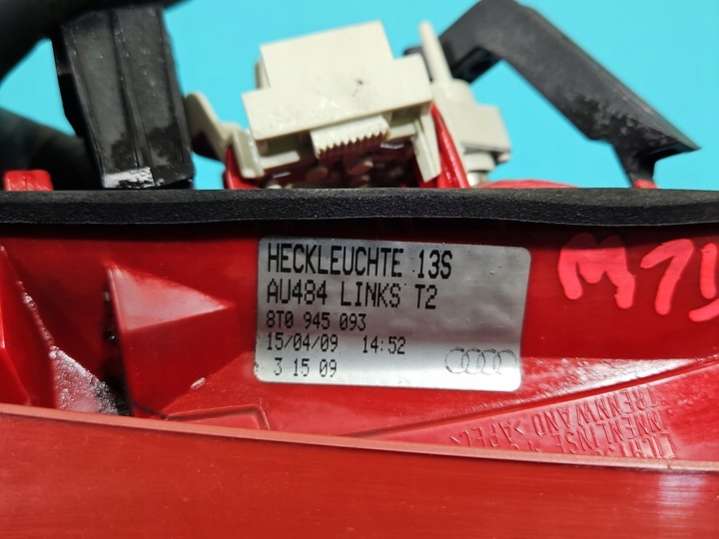 HECKLEUCHTE 13S
AU484 LINKS T2
8T0 945 093
15/04/09 14:52
3 15 09